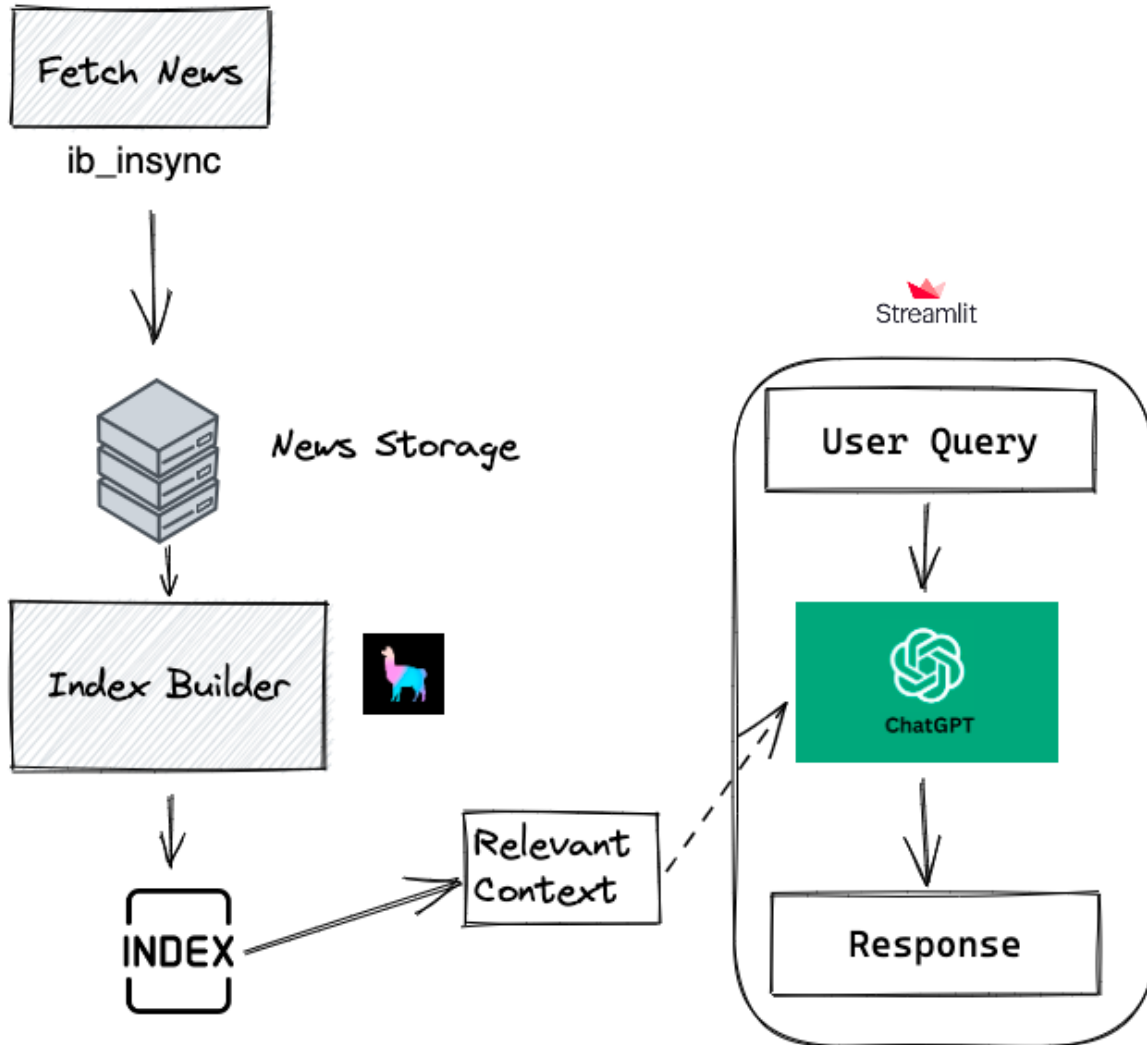 Fetch News
ib_insync
News Storage
Index Builder
INDEX
Relevant
Context
Streamlit
User Query
ChatGPT
Response